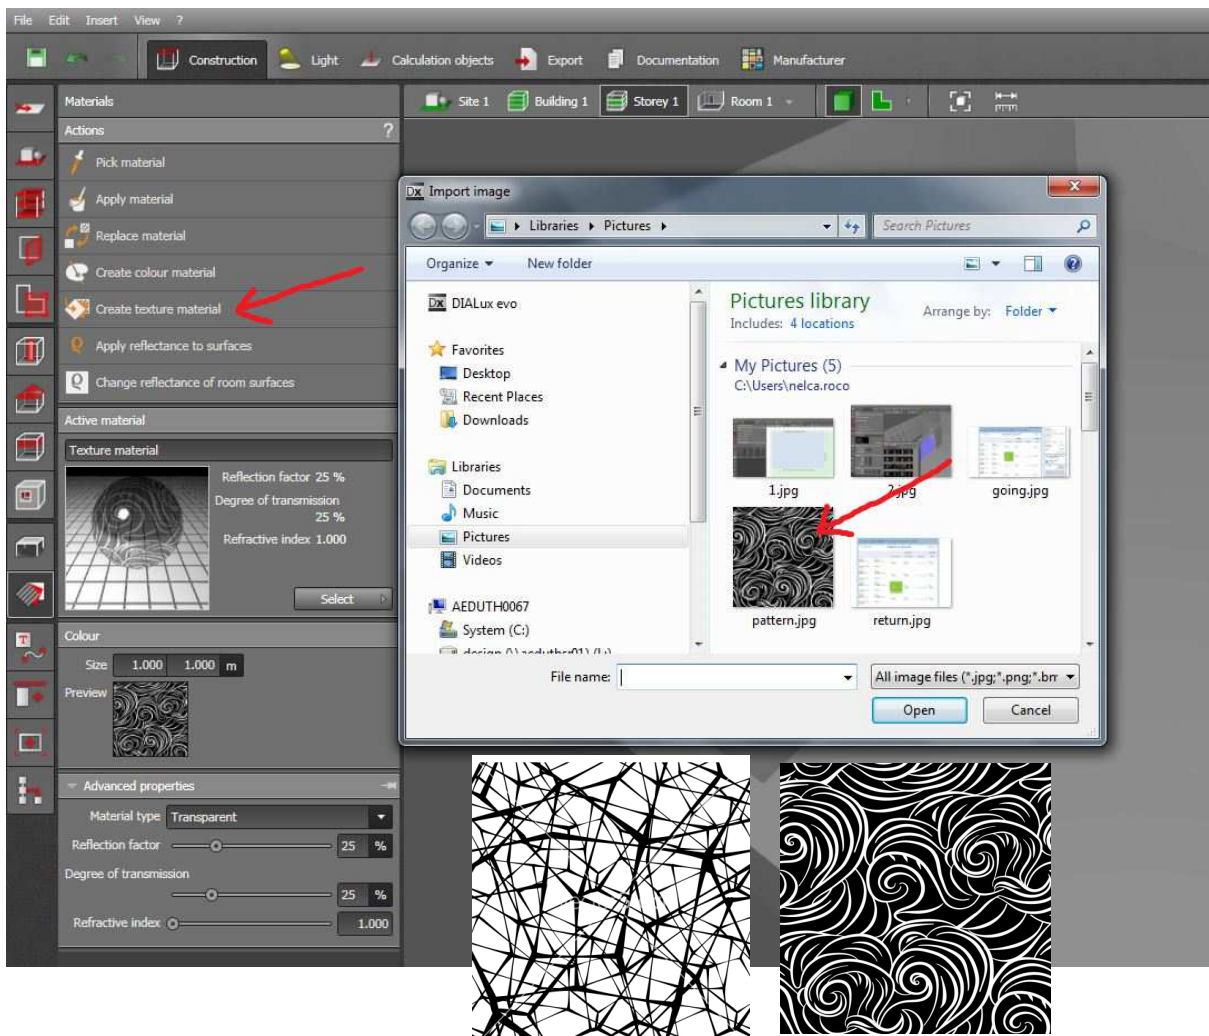 File Edit Insert View ?
Construction Light Calculation objects Export Documentation Manufacturer
Materials
Site 1 Building 1 Storey 1 Room 1
Actions ?
Pick material
Apply material
Replace material
Create colour material
Create texture material
Apply reflectance to surfaces
Change reflectance of room surfaces
Active material
Texture material
Reflection factor 25 %
Degree of transmission
25 %
Refractive index 1.000
Select
Colour
Size 1.000 1.000 m
Preview
Advanced properties
Material type Transparent
Reflection factor 25 %
Degree of transmission
25 %
Refractive index 1.000
Dx Import image
Libraries Pictures
Search Pictures
Organize New folder
Dx DIALux evo
Favorites
Desktop
Recent Places
Downloads
Libraries
Documents
Music
Pictures
Videos
AEDUTH0067
System (C:)
Pictures library
Includes: 4 locations
Arrange by: Folder
My Pictures (5)
C:\Users\nelca.roco
1.jpg 2.jpg going.jpg
pattern.jpg return.jpg
File name:
All image files (*.jpg;*.png;*.bm
Open Cancel